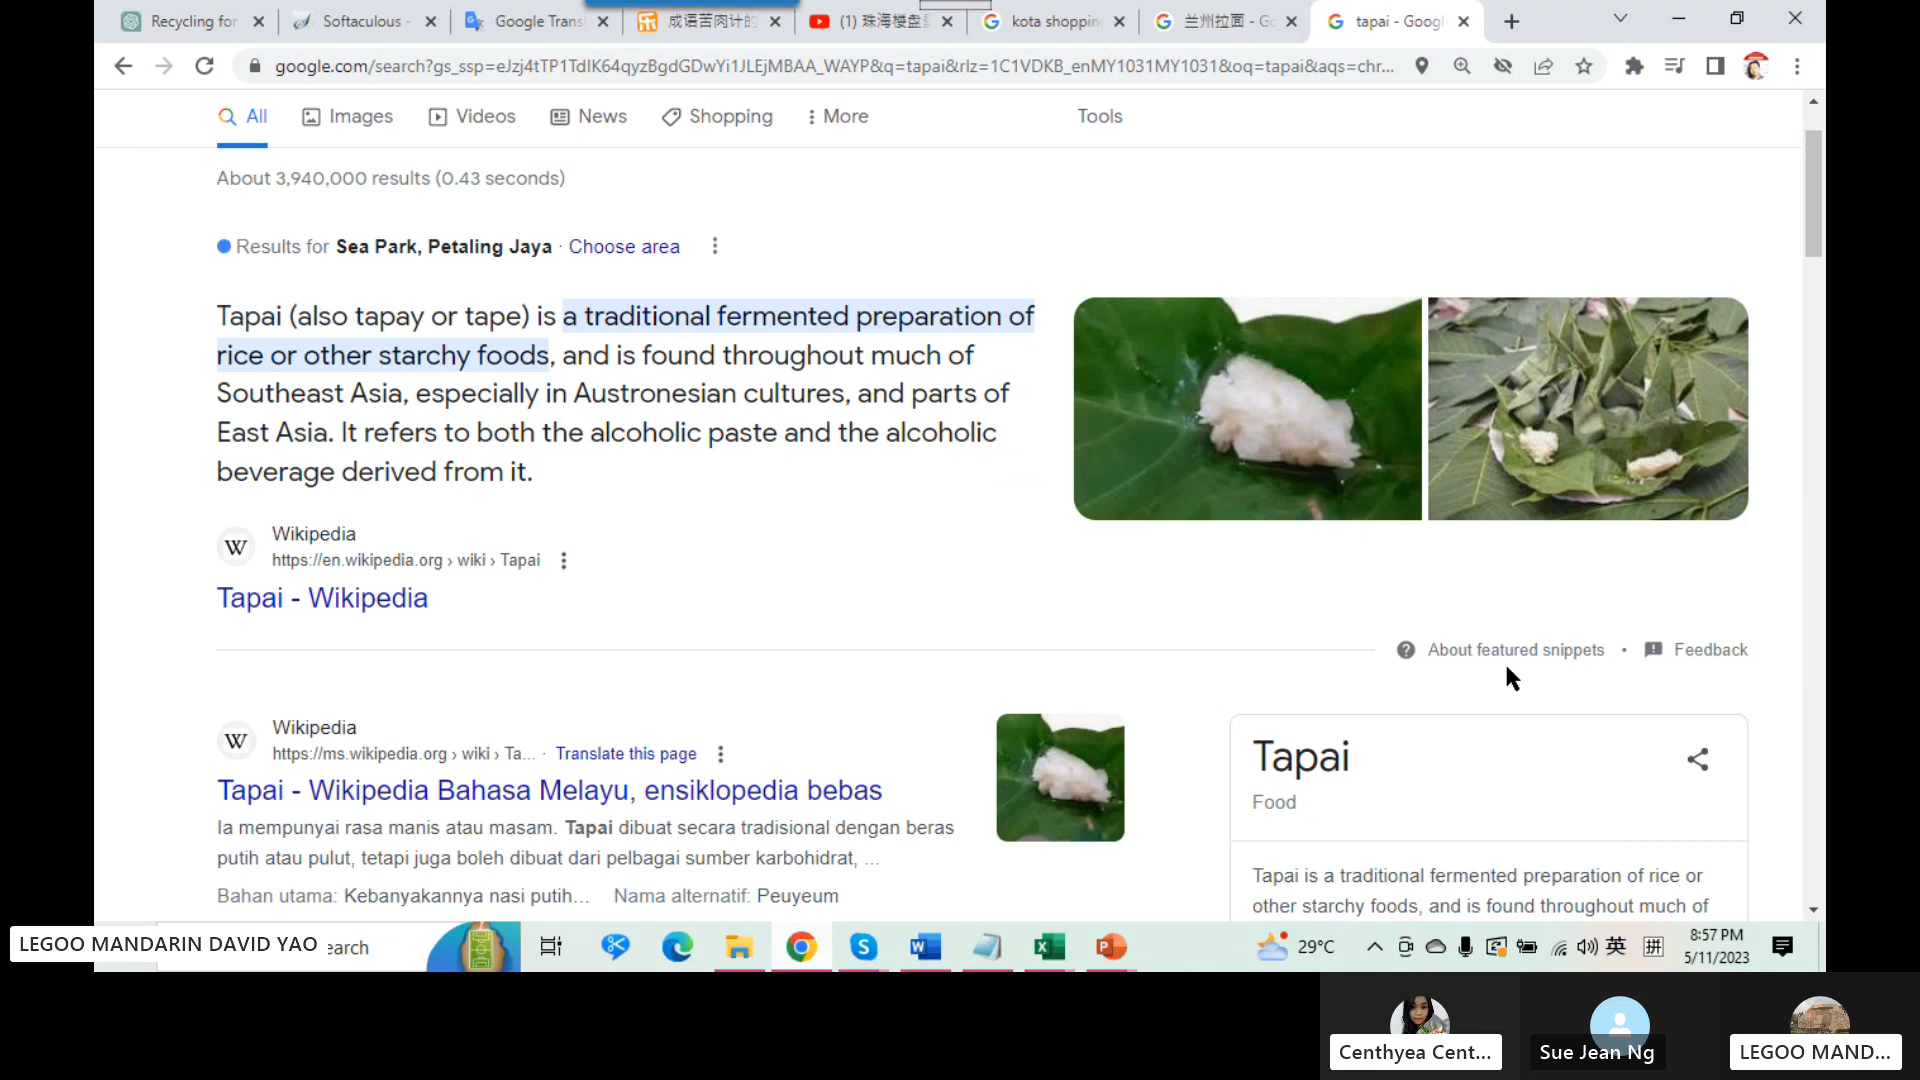 Recycling for
Softaculous -
Google Trans
成语苦肉计的
(1) 珠海楼盘
kota shoppin
兰州拉面 - Go
tapai - Googl
google.com/search?gs_ssp=eJzj4tTP1TdIK64qyzBgdGDwYi1JLEjMBAA_WAYP&q=tapai&rlz=1C1VDKB_enMY1031MY1031&oq=tapai&aqs=chr...
All
Images
Videos
News
Shopping
More
Tools
About 3,940,000 results (0.43 seconds)
Results for Sea Park, Petaling Jaya · Choose area
Tapai (also tapay or tape) is a traditional fermented preparation of
rice or other starchy foods, and is found throughout much of
Southeast Asia, especially in Austronesian cultures, and parts of
East Asia. It refers to both the alcoholic paste and the alcoholic
beverage derived from it.
W
Wikipedia
https://en.wikipedia.org › wiki › Tapai
Tapai - Wikipedia
About featured snippets • Feedback
W
Wikipedia
https://ms.wikipedia.org › wiki › Ta... · Translate this page
Tapai - Wikipedia Bahasa Melayu, ensiklopedia bebas
Ia mempunyai rasa manis atau masam. Tapai dibuat secara tradisional dengan beras
putih atau pulut, tetapi juga boleh dibuat dari pelbagai sumber karbohidrat, ...
Bahan utama: Kebanyakannya nasi putih... Nama alternatif: Peuyeum
Tapai
Food
Tapai is a traditional fermented preparation of rice or
other starchy foods, and is found throughout much of
LEGOO MANDARIN DAVID YAO
earch
29°C
英
拼
8:57 PM
5/11/2023
Centhyea Cent...
Sue Jean Ng
LEGOO MAND...